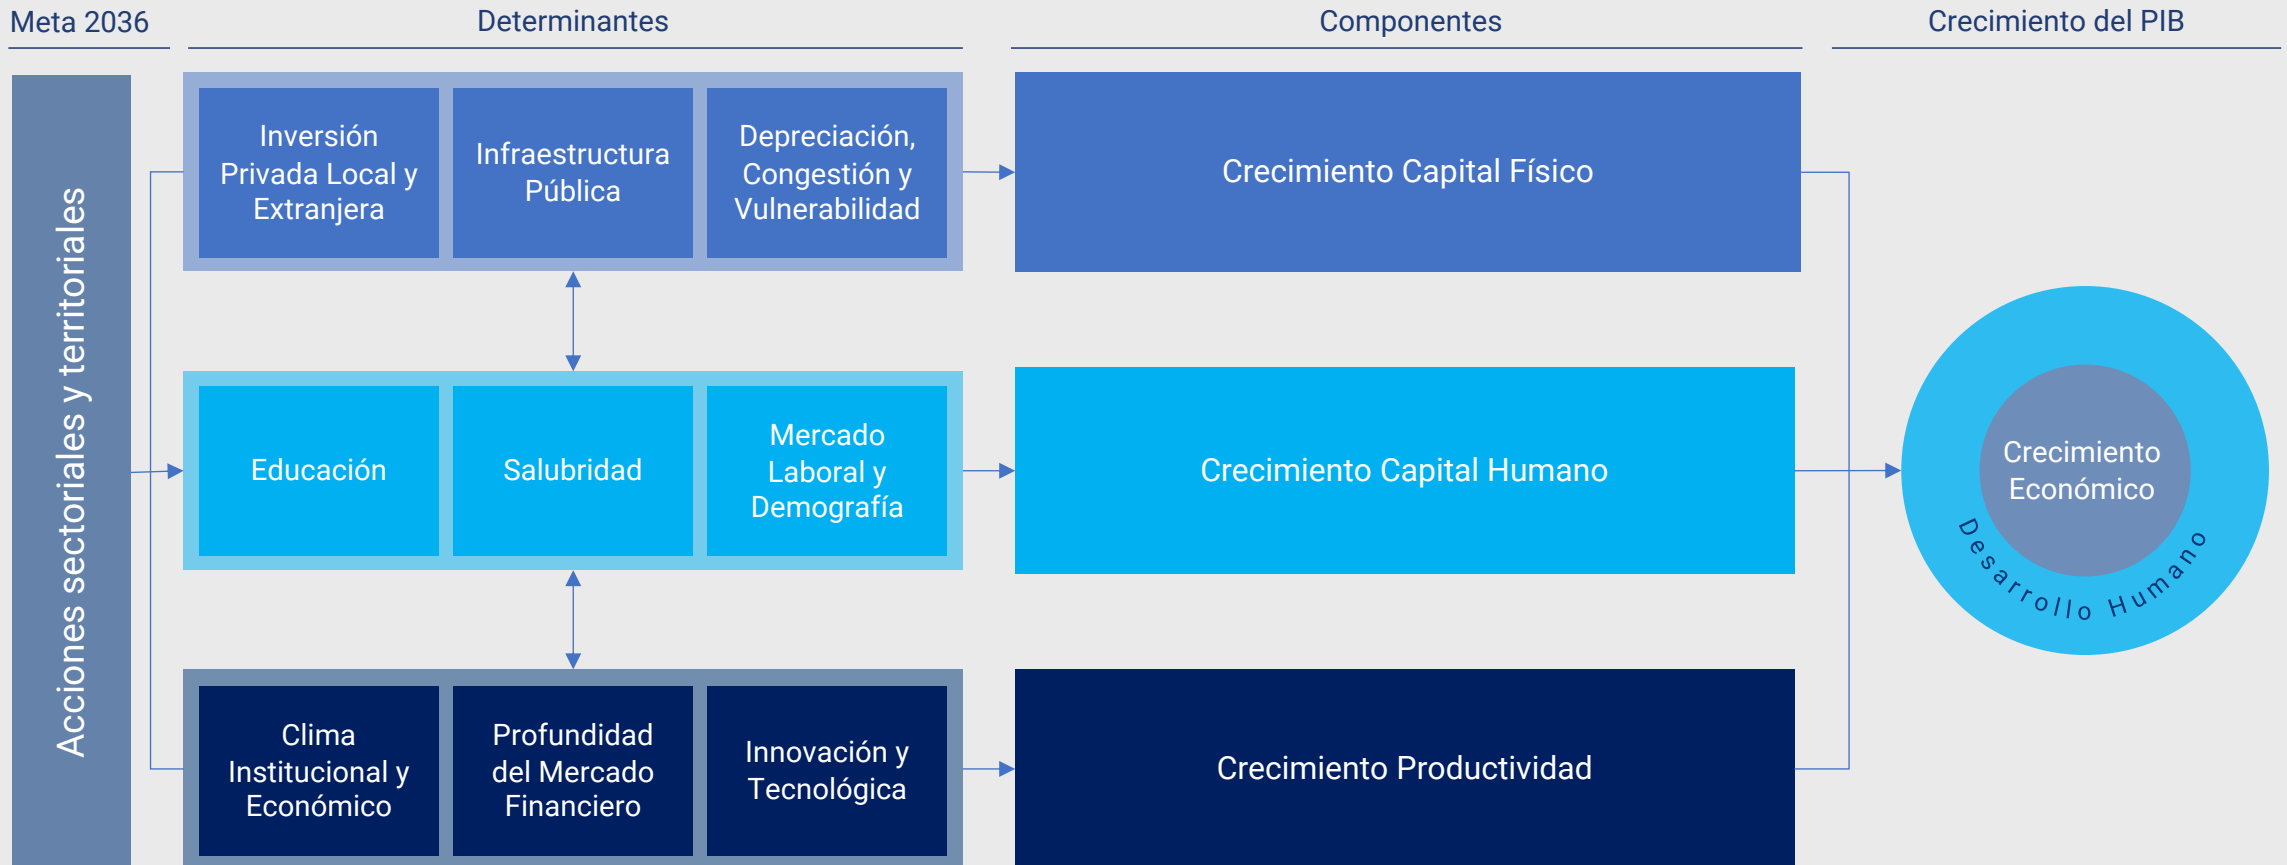 Meta 2036
Determinantes
Componentes
Crecimiento del PIB
Acciones sectoriales y territoriales
Inversión
Privada Local y
Extranjera
Infraestructura
Pública
Depreciación,
Congestión y
Vulnerabilidad
Crecimiento Capital Físico
Educación
Salubridad
Mercado
Laboral y
Demografía
Crecimiento Capital Humano
Clima
Institucional y
Económico
Profundidad
del Mercado
Financiero
Innovación y
Tecnológica
Crecimiento Productividad
Crecimiento
Económico
Desarrollo Humano